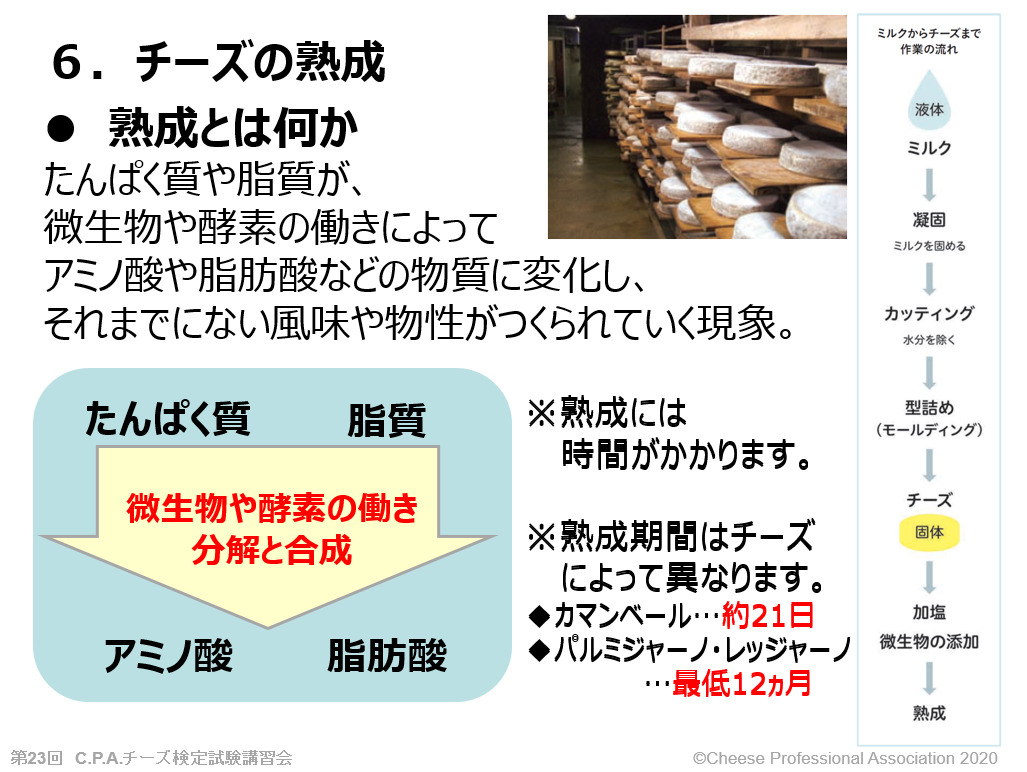 ６．チーズの熟成
● 熟成とは何か
たんぱく質や脂質が、
微生物や酵素の働きによって
アミノ酸や脂肪酸などの物質に変化し、
それまでにない風味や物性がつくられていく現象。
たんぱく質 脂質
微生物や酵素の働き
分解と合成
アミノ酸 脂肪酸
※熟成には
時間がかかります。
※熟成期間はチーズ
によって異なります。
◆カマンベール…約21日
◆パルミジャーノ・レッジャーノ
…最低12ヵ月
ミルクからチーズまで
作業の流れ
液体
ミルク
凝固
ミルクを固める
カッティング
水分を除く
型詰め
（モールディング）
チーズ
固体
加塩
微生物の添加
熟成
第23回 C.P.A.チーズ検定試験講習会
©Cheese Professional Association 2020